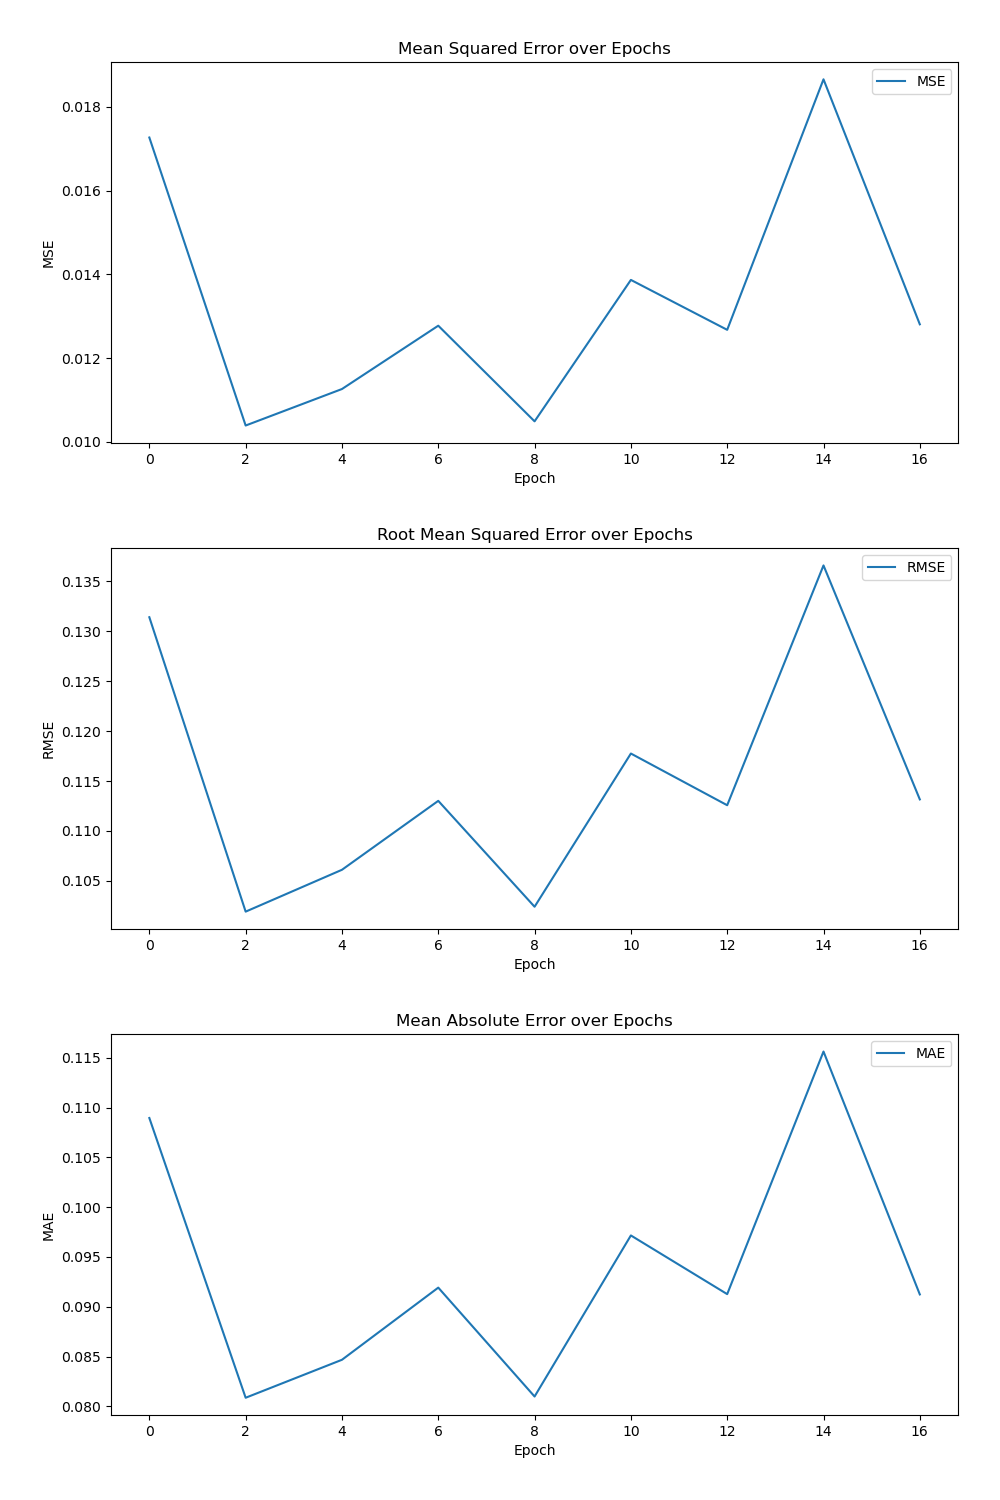 Mean Squared Error over Epochs
MSE
0.018
0.016
0.014
0.012
0.010
MSE
0 2 4 6 8 10 12 14 16
Epoch
Root Mean Squared Error over Epochs
RMSE
0.135
0.130
0.125
0.120
0.115
0.110
0.105
RMSE
0 2 4 6 8 10 12 14 16
Epoch
Mean Absolute Error over Epochs
MAE
0.115
0.110
0.105
0.100
0.095
0.090
0.085
0.080
MAE
0 2 4 6 8 10 12 14 16
Epoch